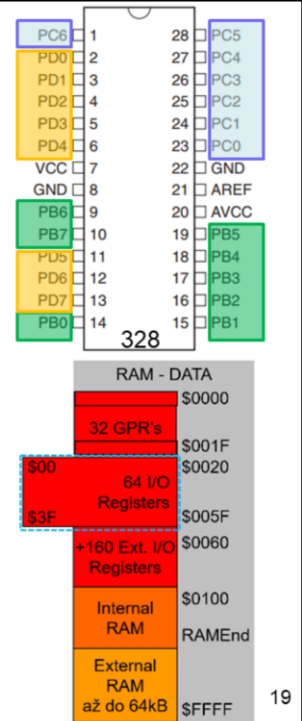 PC6 1 28 PC5
PD0 2 27 PC4
PD1 3 26 PC3
PD2 4 25 PC2
PD3 5 24 PC1
PD4 6 23 PC0
VCC 7 22 GND
GND 8 21 AREF
PB6 9 20 AVCC
PB7 10 19 PB5
PD5 11 18 PB4
PD6 12 17 PB3
PD7 13 16 PB2
PB0 14 15 PB1
328
RAM - DATA
$0000
32 GPR's
$001F
$00 $0020
64 I/O
Registers
$3F $005F
+160 Ext. I/O $0060
Registers
$0100
Internal
RAM
RAMEnd
External
RAM
až do 64kB $FFFF
19